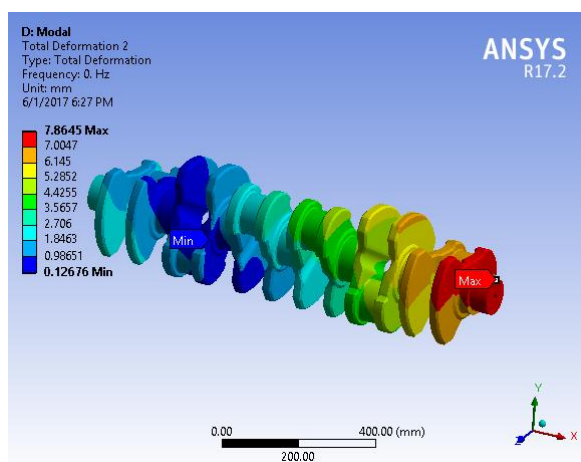 D: Modal
Total Deformation 2
Type: Total Deformation
Frequency: 0. Hz
Unit: mm
6/1/2017 6:27 PM
ANSYS
R17.2
7.8645 Max
7.0047
6.145
5.2852
4.4255
3.5657
2.706
1.8463
0.98651
0.12676 Min
Min
Max
0.00
400.00 (mm)
200.00
Y
Z
X